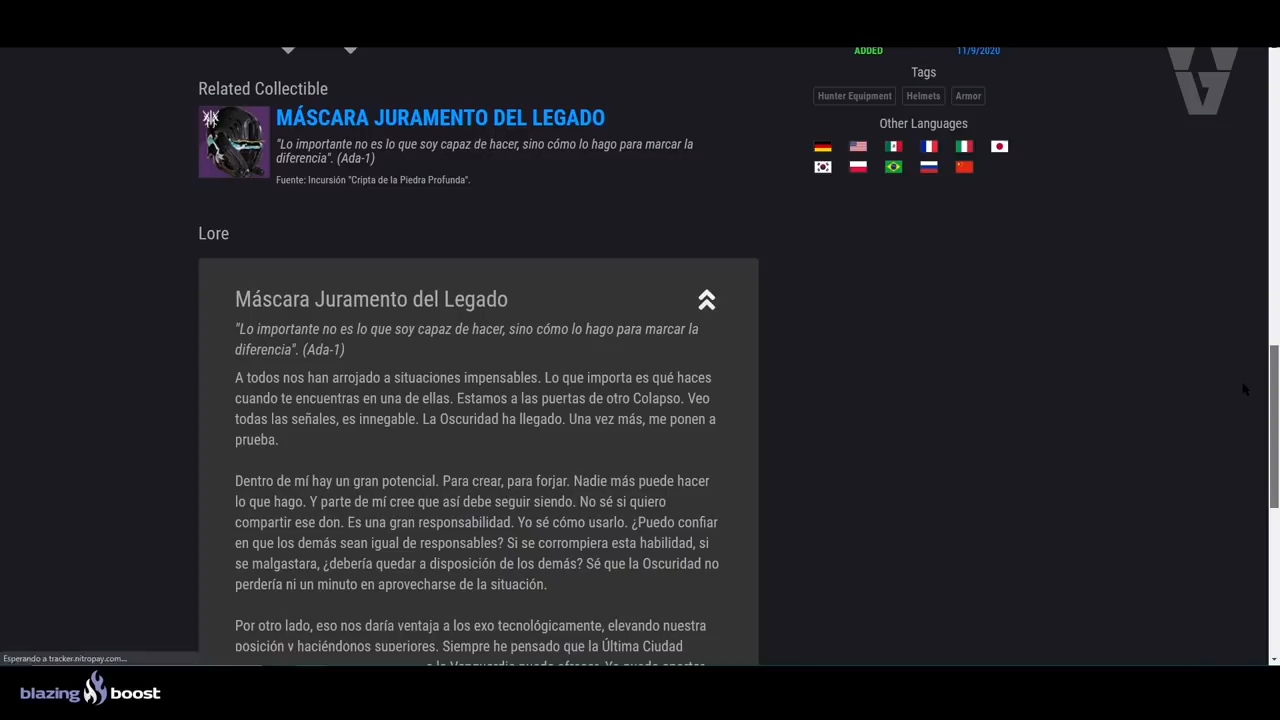 ADDED 11/9/2020
Tags
Related Collectible
Hunter Equipment Helmets Armor
MÁSCARA JURAMENTO DEL LEGADO
Other Languages
"Lo importante no es lo que soy capaz de hacer, sino cómo lo hago para marcar la
diferencia". (Ada-1)
Fuente: Incursión "Cripta de la Piedra Profunda".
Lore
Máscara Juramento del Legado
"Lo importante no es lo que soy capaz de hacer, sino cómo lo hago para marcar la
diferencia". (Ada-1)
A todos nos han arrojado a situaciones impensables. Lo que importa es qué haces
cuando te encuentras en una de ellas. Estamos a las puertas de otro Colapso. Veo
todas las señales, es innegable. La Oscuridad ha llegado. Una vez más, me ponen a
prueba.
Dentro de mí hay un gran potencial. Para crear, para forjar. Nadie más puede hacer
lo que hago. Y parte de mí cree que así debe seguir siendo. No sé si quiero
compartir ese don. Es una gran responsabilidad. Yo sé cómo usarlo. ¿Puedo confiar
en que los demás sean igual de responsables? Si se corrompiera esta habilidad, si
se malgastara, ¿debería quedar a disposición de los demás? Sé que la Oscuridad no
perdería ni un minuto en aprovecharse de la situación.
Por otro lado, eso nos daría ventaja a los exo tecnológicamente, elevando nuestra
posición y haciéndonos superiores. Siempre he pensado que la Última Ciudad
Esperando a tracker.nitropay.com...
blazing boost